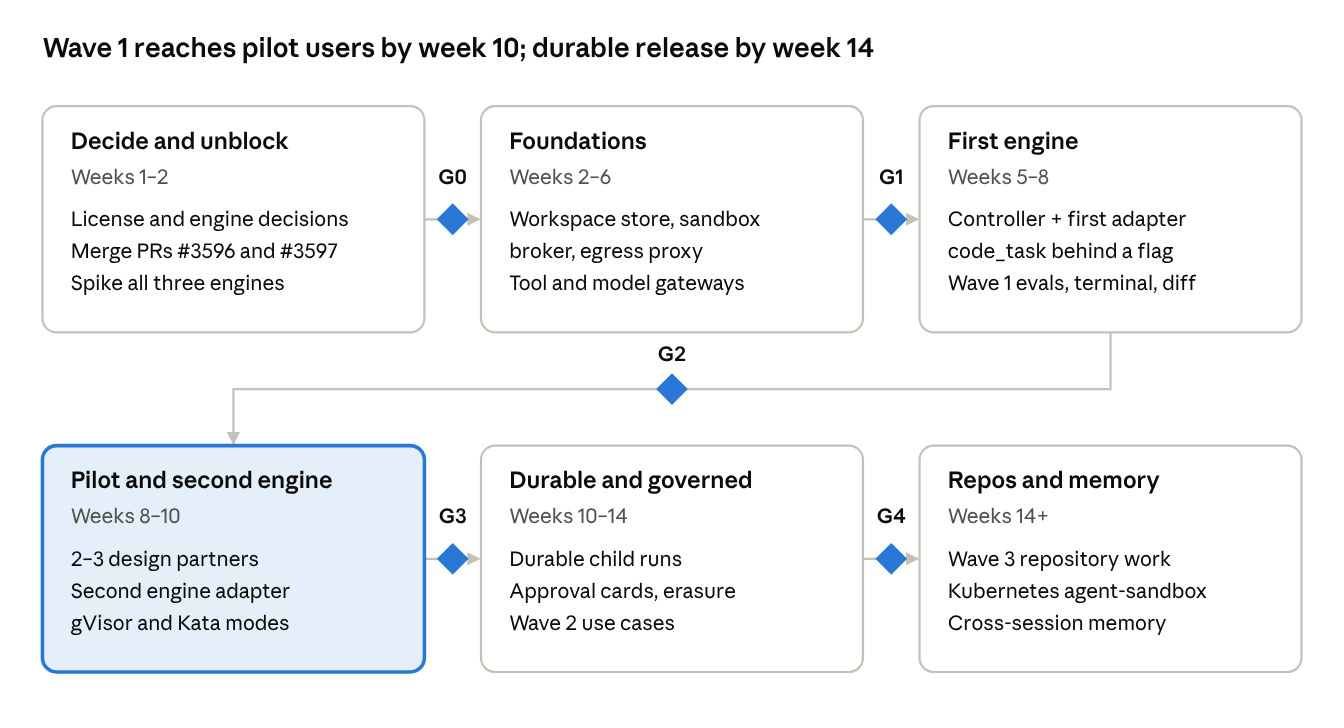 Wave 1 reaches pilot users by week 10; durable release by week 14
Decide and unblock
Weeks 1–2
License and engine decisions
Merge PRs #3596 and #3597
Spike all three engines
G0
Foundations
Weeks 2–6
Workspace store, sandbox
broker, egress proxy
Tool and model gateways
G1
First engine
Weeks 5–8
Controller + first adapter
code_task behind a flag
Wave 1 evals, terminal, diff
G2
Pilot and second engine
Weeks 8–10
2–3 design partners
Second engine adapter
gVisor and Kata modes
G3
Durable and governed
Weeks 10–14
Durable child runs
Approval cards, erasure
Wave 2 use cases
G4
Repos and memory
Weeks 14+
Wave 3 repository work
Kubernetes agent-sandbox
Cross-session memory